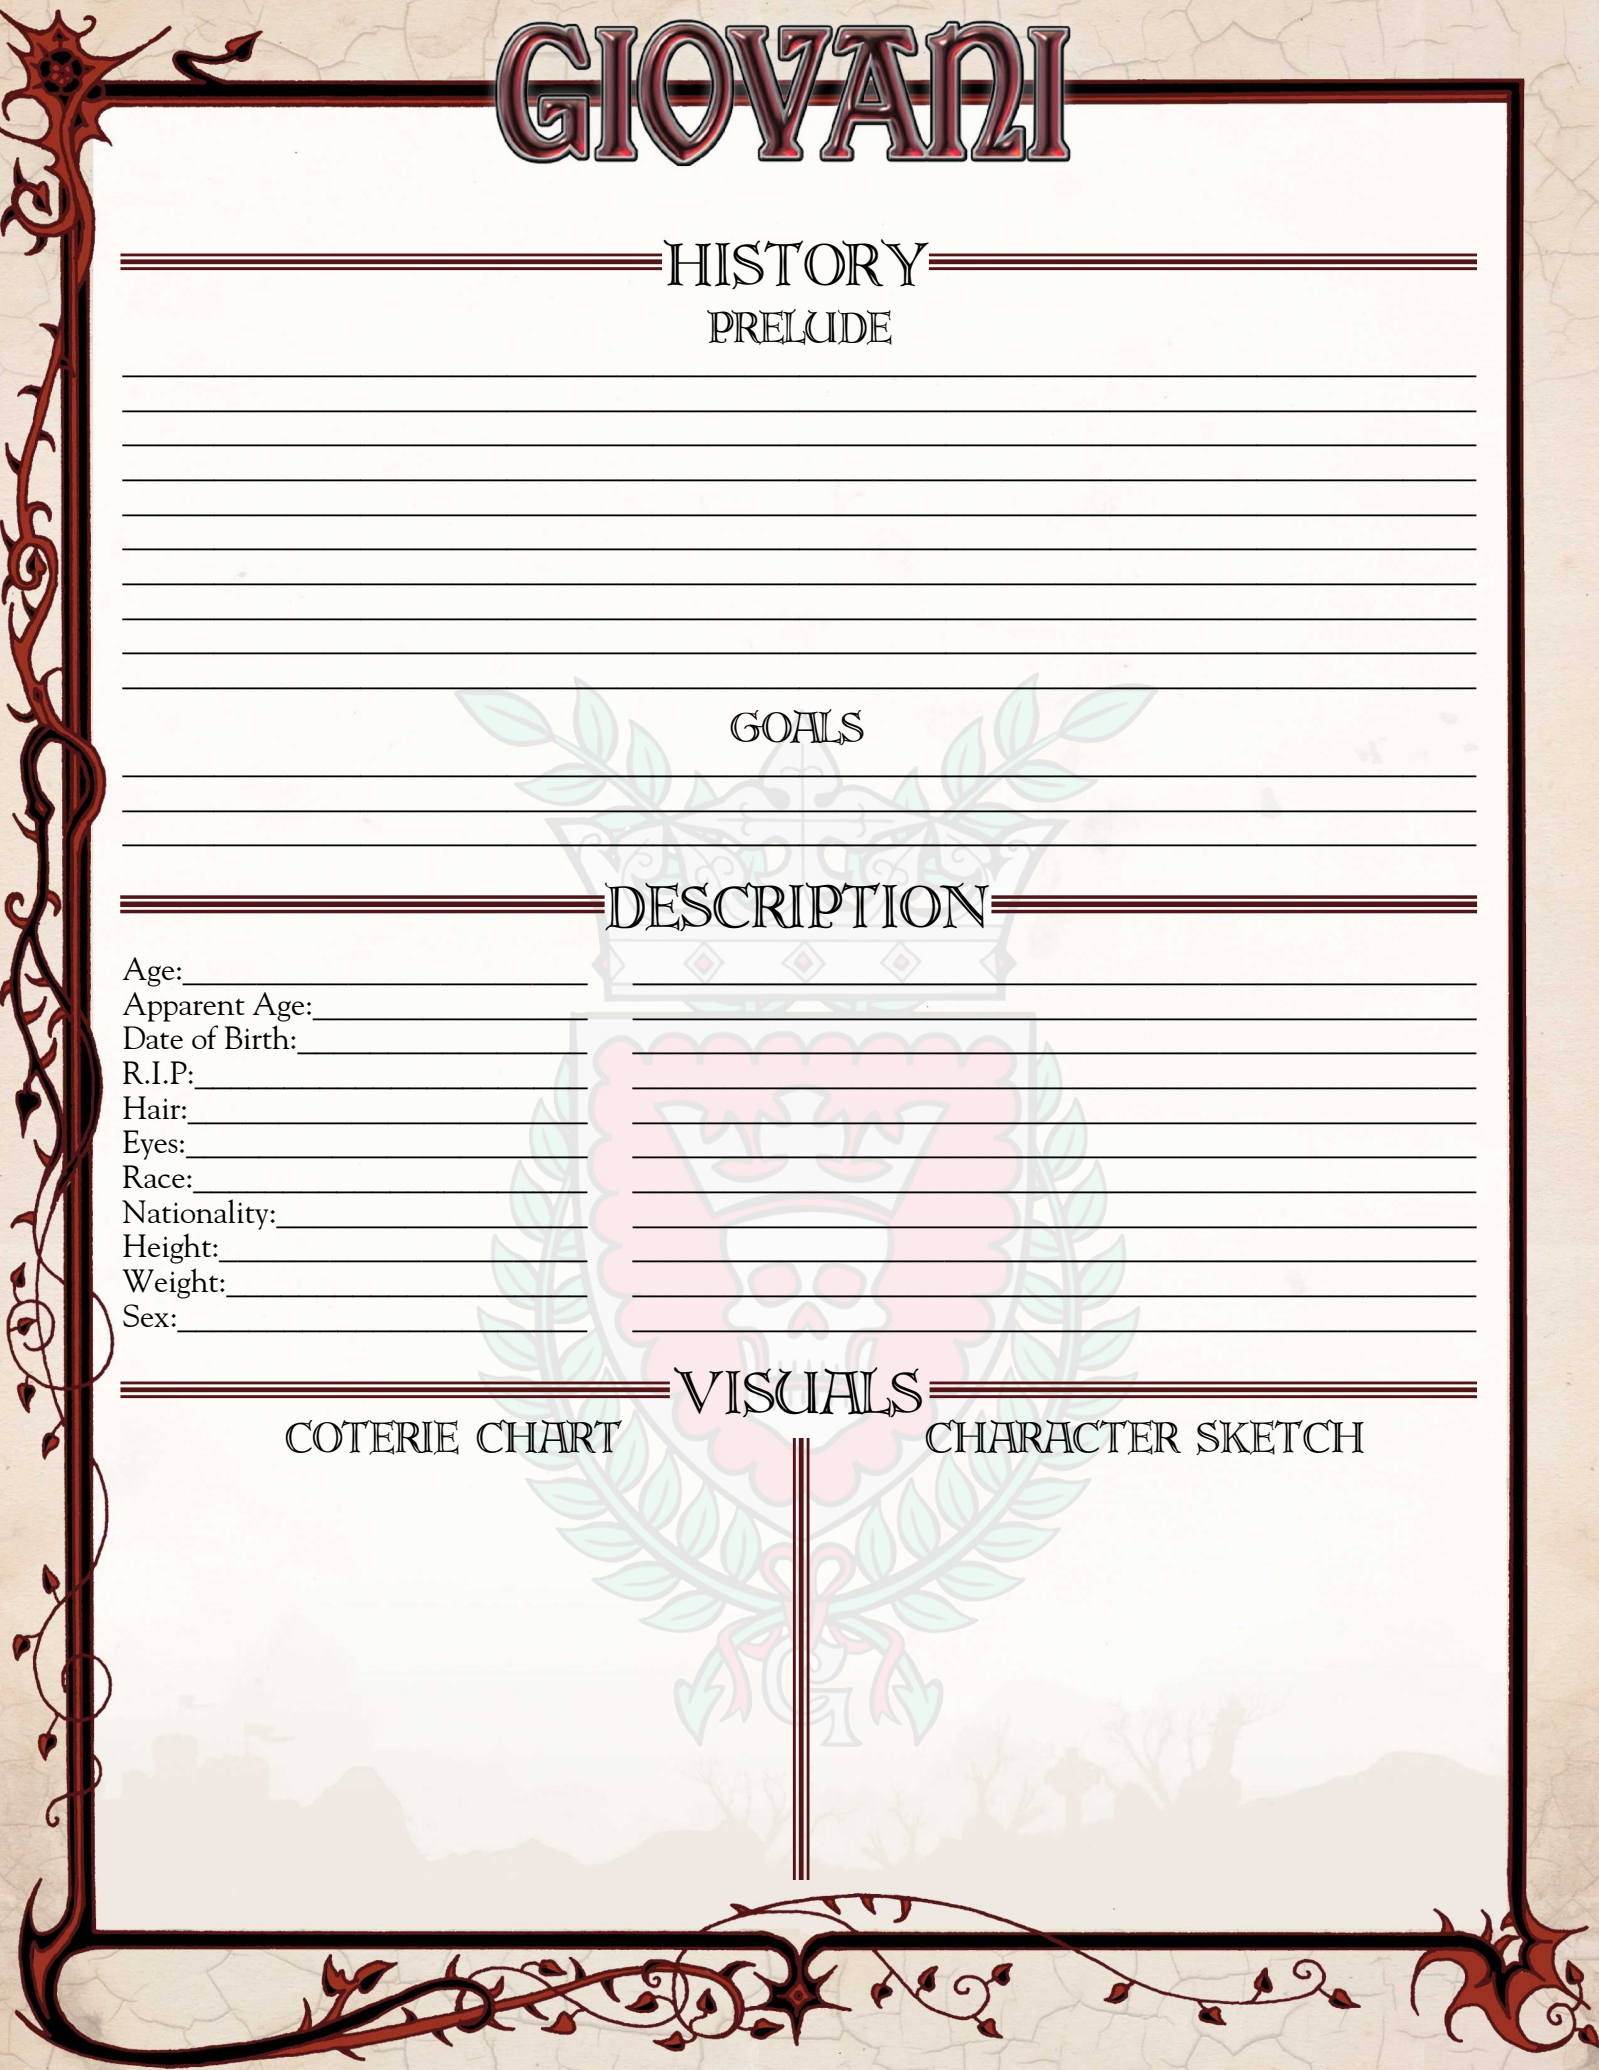 GIOVANI
HISTORY
PRELUDE
GOALS
DESCRIPTION
Age:
Apparent Age:
Date of Birth:
R.I.P:
Hair:
Eyes:
Race:
Nationality:
Height:
Weight:
Sex:
VISUALS
COTERIE CHART
CHARACTER SKETCH
G